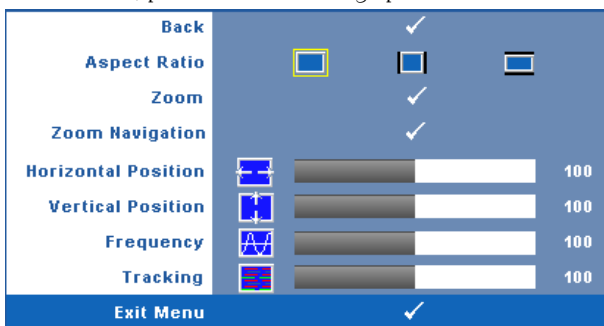 Back
Aspect Ratio
Zoom
Zoom Navigation
Horizontal Position 100
Vertical Position 100
Frequency 100
Tracking 100
Exit Menu